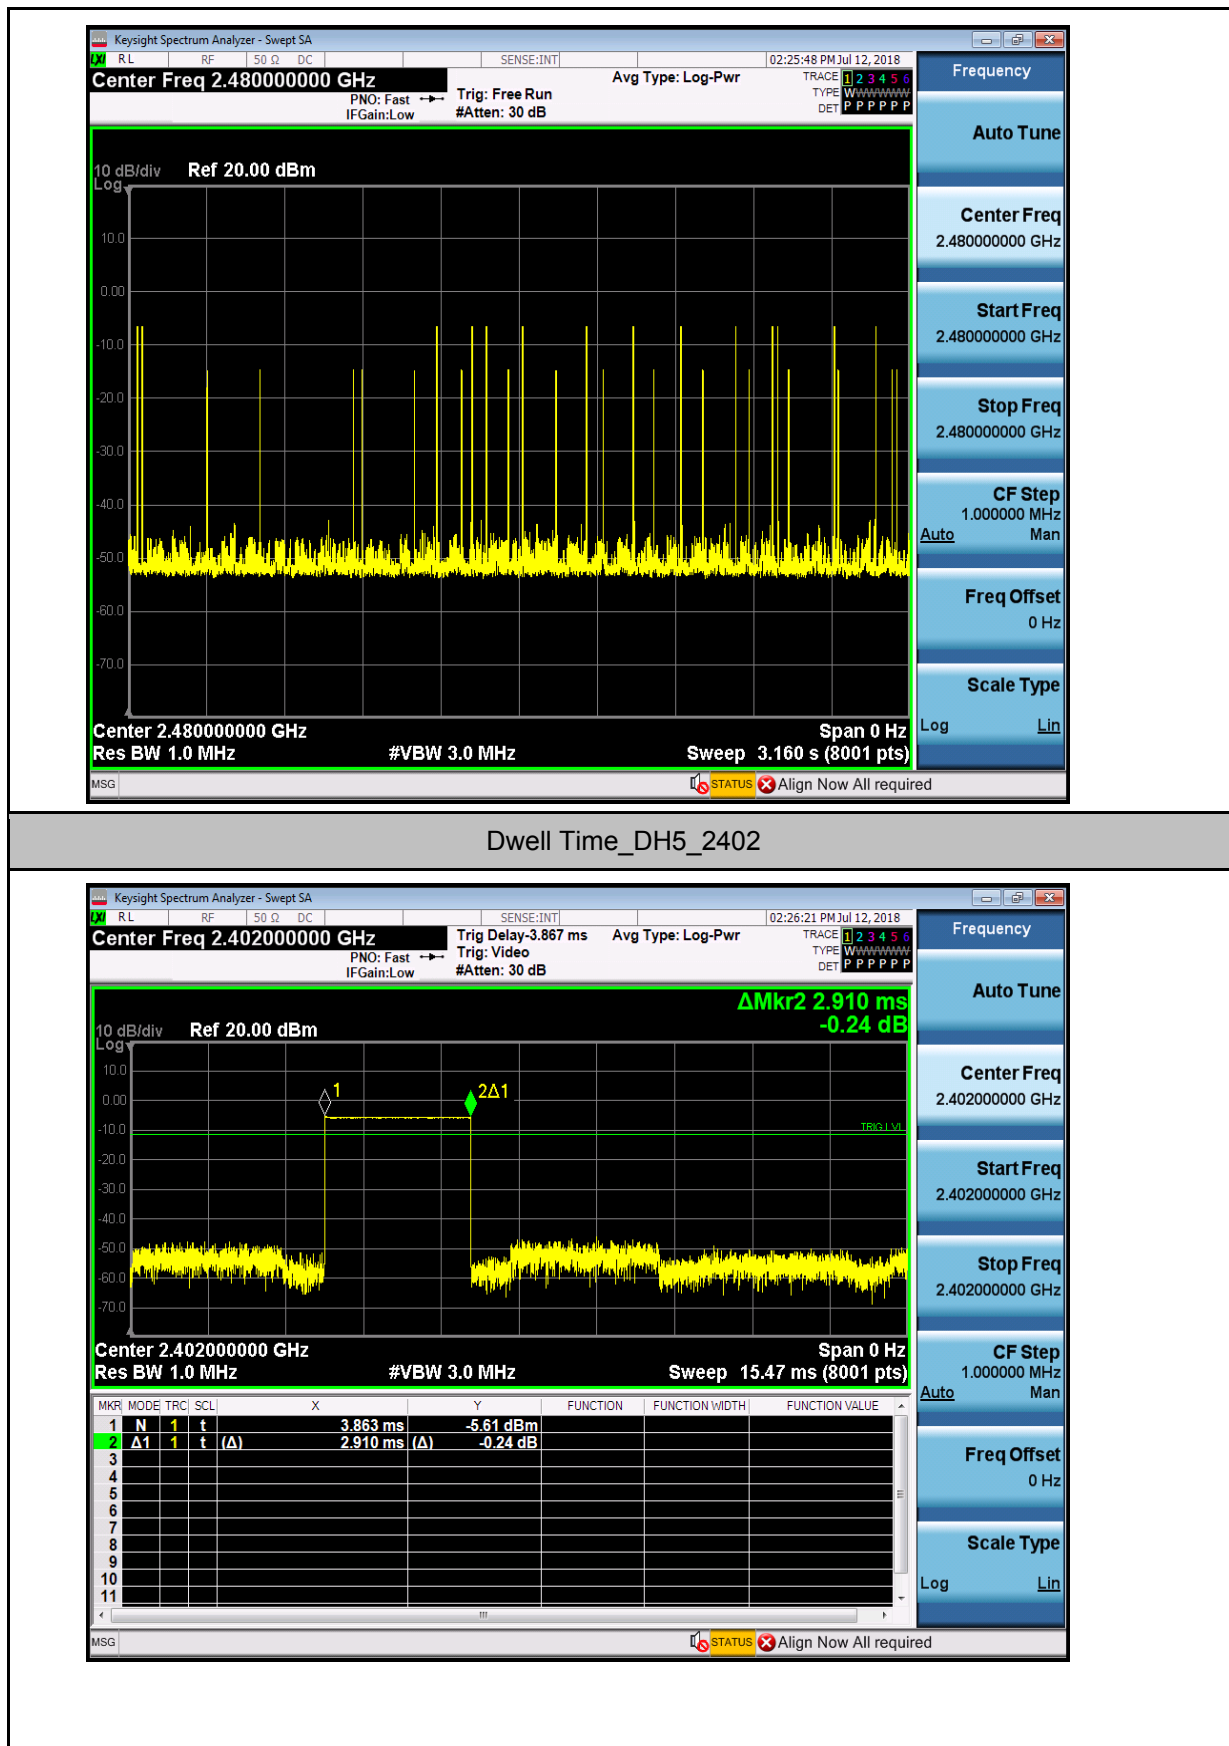 Keysight Spectrum Analyzer - Swept SA
LXI RL RF 50 Ω DC SENSE:INT 02:25:48 PM Jul 12, 2018
Center Freq 2.480000000 GHz
PNO: Fast
IFGain:Low
Trig: Free Run
#Atten: 30 dB
Avg Type: Log-Pwr
TRACE 1 2 3 4 5 6
TYPE W W W W W W
DET P P P P P P
10 dB/div
Log
Ref 20.00 dBm
10.0
0.00
-10.0
-20.0
-30.0
-40.0
-50.0
-60.0
-70.0
Center 2.480000000 GHz Span 0 Hz
Res BW 1.0 MHz #VBW 3.0 MHz Sweep 3.160 s (8001 pts)
MSG STATUS Align Now All required
Frequency
Auto Tune
Center Freq
2.480000000 GHz
Start Freq
2.480000000 GHz
Stop Freq
2.480000000 GHz
CF Step
1.000000 MHz
Auto Man
Freq Offset
0 Hz
Scale Type
Log Lin
Dwell Time_DH5_2402
Keysight Spectrum Analyzer - Swept SA
LXI RL RF 50 Ω DC SENSE:INT 02:26:21 PM Jul 12, 2018
Center Freq 2.402000000 GHz
PNO: Fast
IFGain:Low
Trig Delay-3.867 ms
Trig: Video
#Atten: 30 dB
Avg Type: Log-Pwr
TRACE 1 2 3 4 5 6
TYPE W W W W W W
DET P P P P P P
ΔMkr2 2.910 ms
-0.24 dB
10 dB/div
Log
Ref 20.00 dBm
10.0
0.00
-10.0
-20.0
-30.0
-40.0
-50.0
-60.0
-70.0
1
2Δ1
TRIG LVL
Center 2.402000000 GHz Span 0 Hz
Res BW 1.0 MHz #VBW 3.0 MHz Sweep 15.47 ms (8001 pts)
MKR MODE TRC SCL X Y FUNCTION FUNCTION WIDTH FUNCTION VALUE
1 N 1 t 3.863 ms -5.61 dBm
2 Δ1 1 t (Δ) 2.910 ms (Δ) -0.24 dB
3
4
5
6
7
8
9
10
11
MSG STATUS Align Now All required
Frequency
Auto Tune
Center Freq
2.402000000 GHz
Start Freq
2.402000000 GHz
Stop Freq
2.402000000 GHz
CF Step
1.000000 MHz
Auto Man
Freq Offset
0 Hz
Scale Type
Log Lin